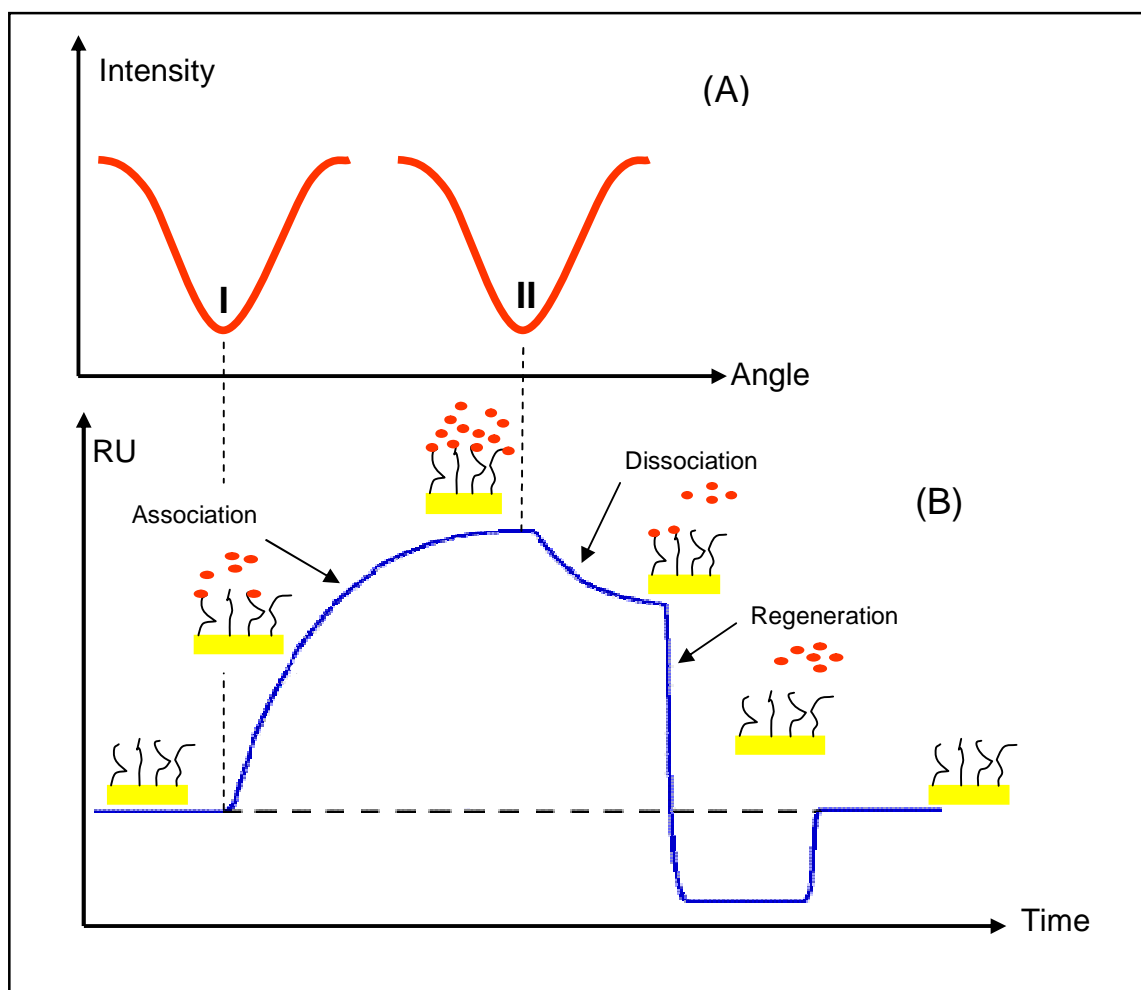 Intensity
(A)
I
II
Angle
RU
Dissociation
(B)
Association
Regeneration
Time